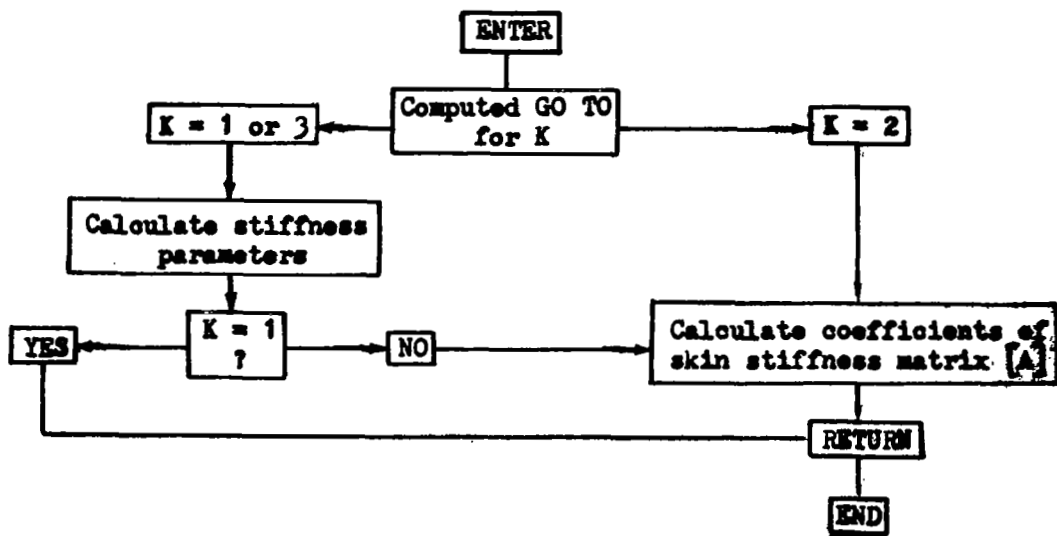 ENTER
Computed GO TO
for K
K = 1 or 3
K = 2
Calculate stiffness
parameters
K = 1
?
YES
NO
Calculate coefficients of
skin stiffness matrix [A]
RETURN
END